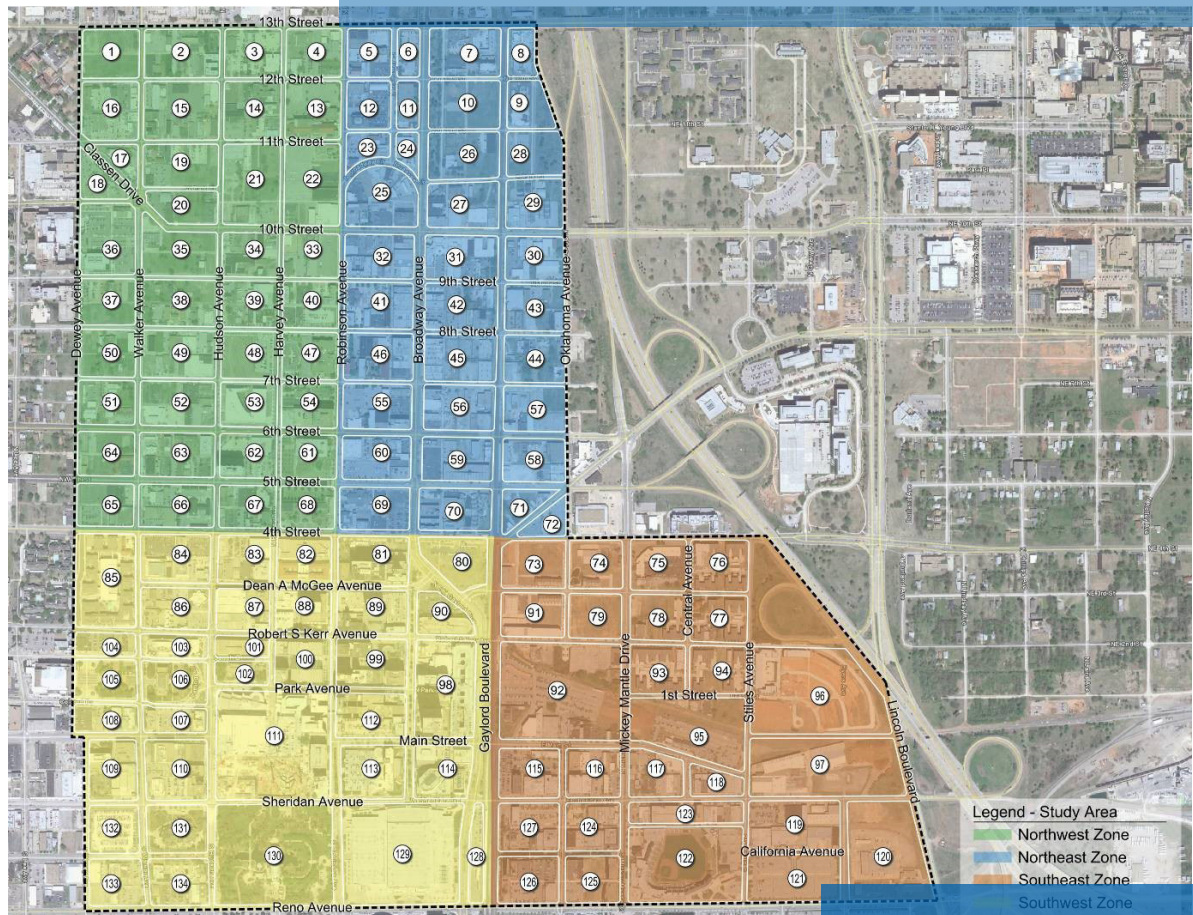 13th Street
1 2 3 4 5 6 7 8
12th Street
16 15 14 13 12 11 10 9
11th Street
17 19 21 22 23 24 26 28
Classen Drive
18 20 25 27 29
10th Street
36 35 34 33 32 31 30
9th Street
37 38 39 40 41 42 43
8th Street
Dewey Avenue
Walker Avenue
Hudson Avenue
Harvey Avenue
Robinson Avenue
Broadway Avenue
Oklahoma Avenue
50 49 48 47 46 45 44
7th Street
51 52 53 54 55 56 57
6th Street
64 63 62 61 60 59 58
5th Street
65 66 67 68 69 70 71 72
4th Street
85 84 83 82 81 80 73 74 75 76
Dean A McGee Avenue
Central Avenue
86 87 88 89 90 91 79 78 77
Robert S Kerr Avenue
104 103 101 100 99 98 92 93 94 96
105 106 102
Park Avenue
1st Street
Gaylord Boulevard
Mickey Mantle Drive
Stiles Avenue
Lincoln Boulevard
108 107 111 112 95
Main Street
109 110 113 114 115 116 117 118 97
Sheridan Avenue
132 131 130 129 128 127 124 123 122 119 120
California Avenue
133 134 126 125 121
Reno Avenue
Legend - Study Area
Northwest Zone
Northeast Zone
Southeast Zone
Southwest Zone